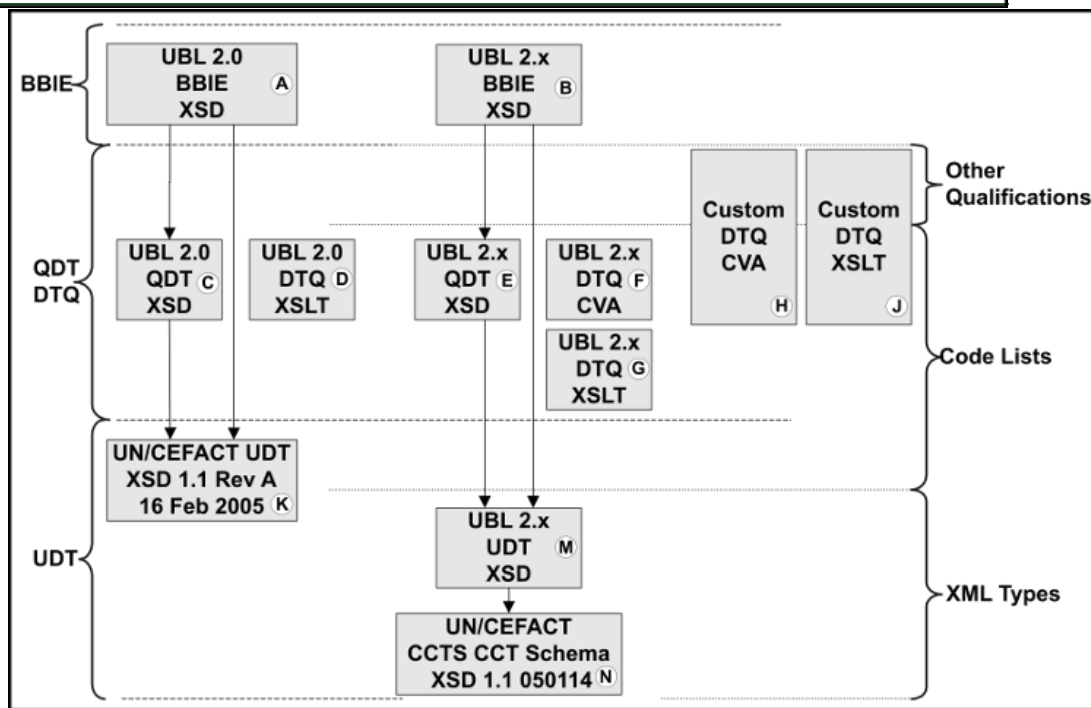 BBIE
UBL 2.0
BBIE A
XSD
UBL 2.x
BBIE B
XSD
QDT
DTQ
UBL 2.0
QDT C
XSD
UBL 2.0
DTQ D
XSLT
UBL 2.x
QDT E
XSD
UBL 2.x
DTQ F
CVA
UBL 2.x
DTQ G
XSLT
Custom
DTQ
CVA
H
Custom
DTQ
XSLT
J
Other
Qualifications
Code Lists
UDT
UN/CEFACT UDT
XSD 1.1 Rev A
16 Feb 2005 K
UBL 2.x
UDT M
XSD
UN/CEFACT
CCTS CCT Schema
XSD 1.1 050114 N
XML Types